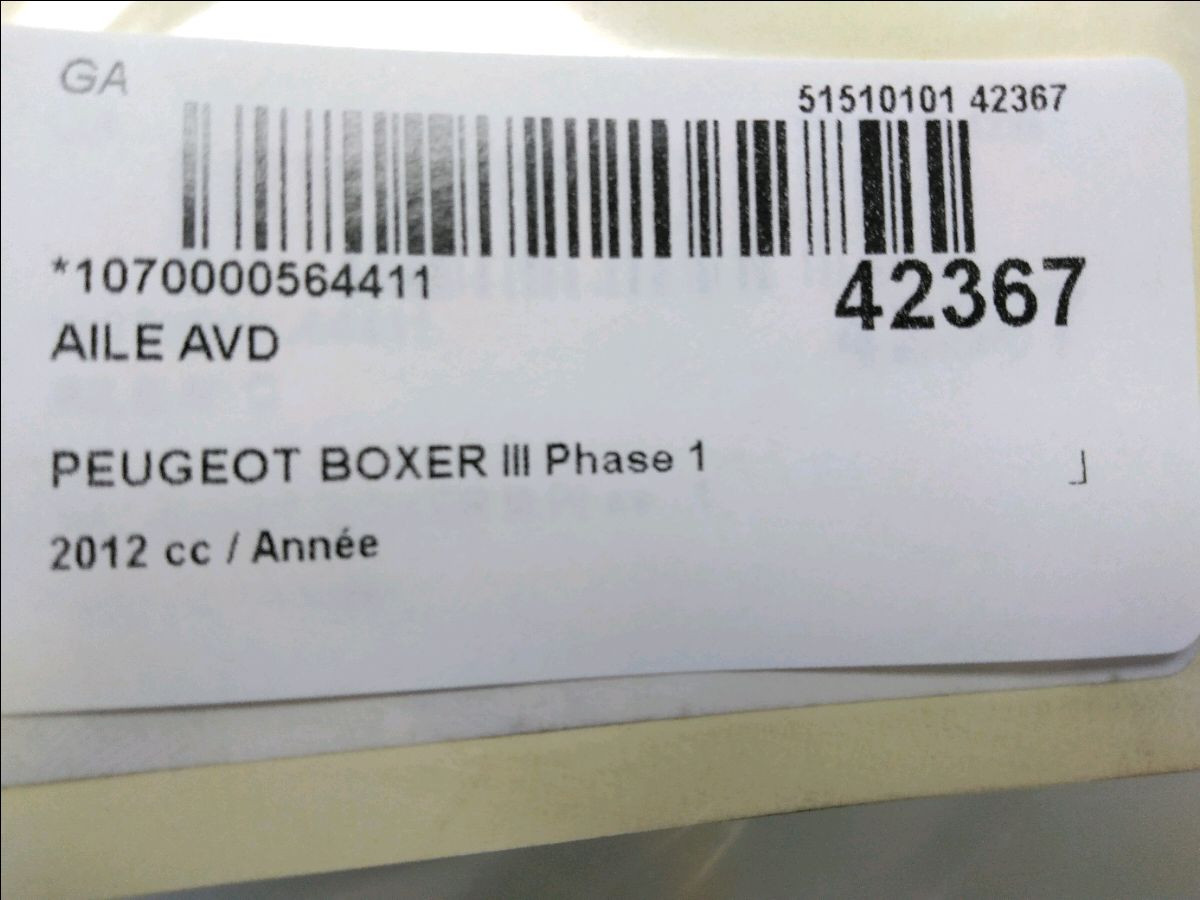 GA
51510101 42367
*1070000564411
42367
AILE AVD
PEUGEOT BOXER III Phase 1
2012 cc / Année